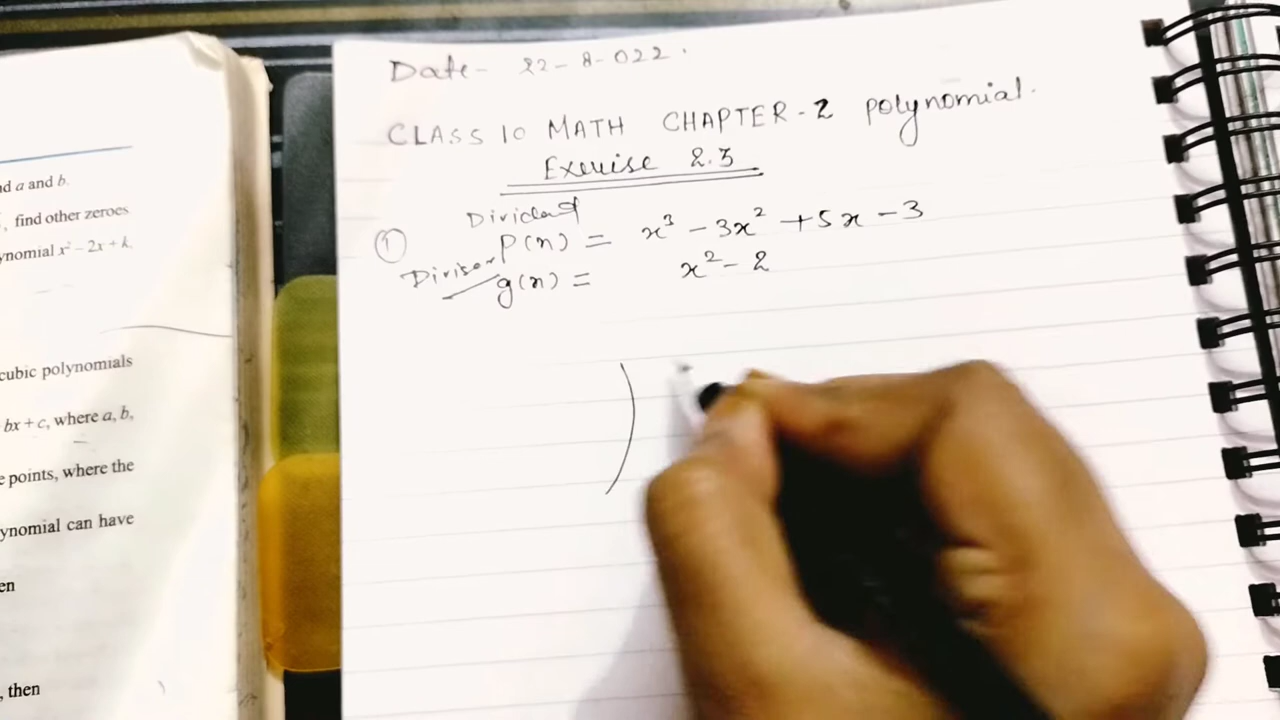 nd a and b.
, find other zeroes
ynomial x² - 2x + k.
cubic polynomials
bx + c, where a, b,
e points, where the
ynomial can have
en
, then
Date - 22-8-022.
CLASS 10 MATH CHAPTER-2 polynomial.
Exercise 2.3
① Dividend
P(x) = x³ - 3x² + 5x - 3
Divisor g(x) = x² - 2